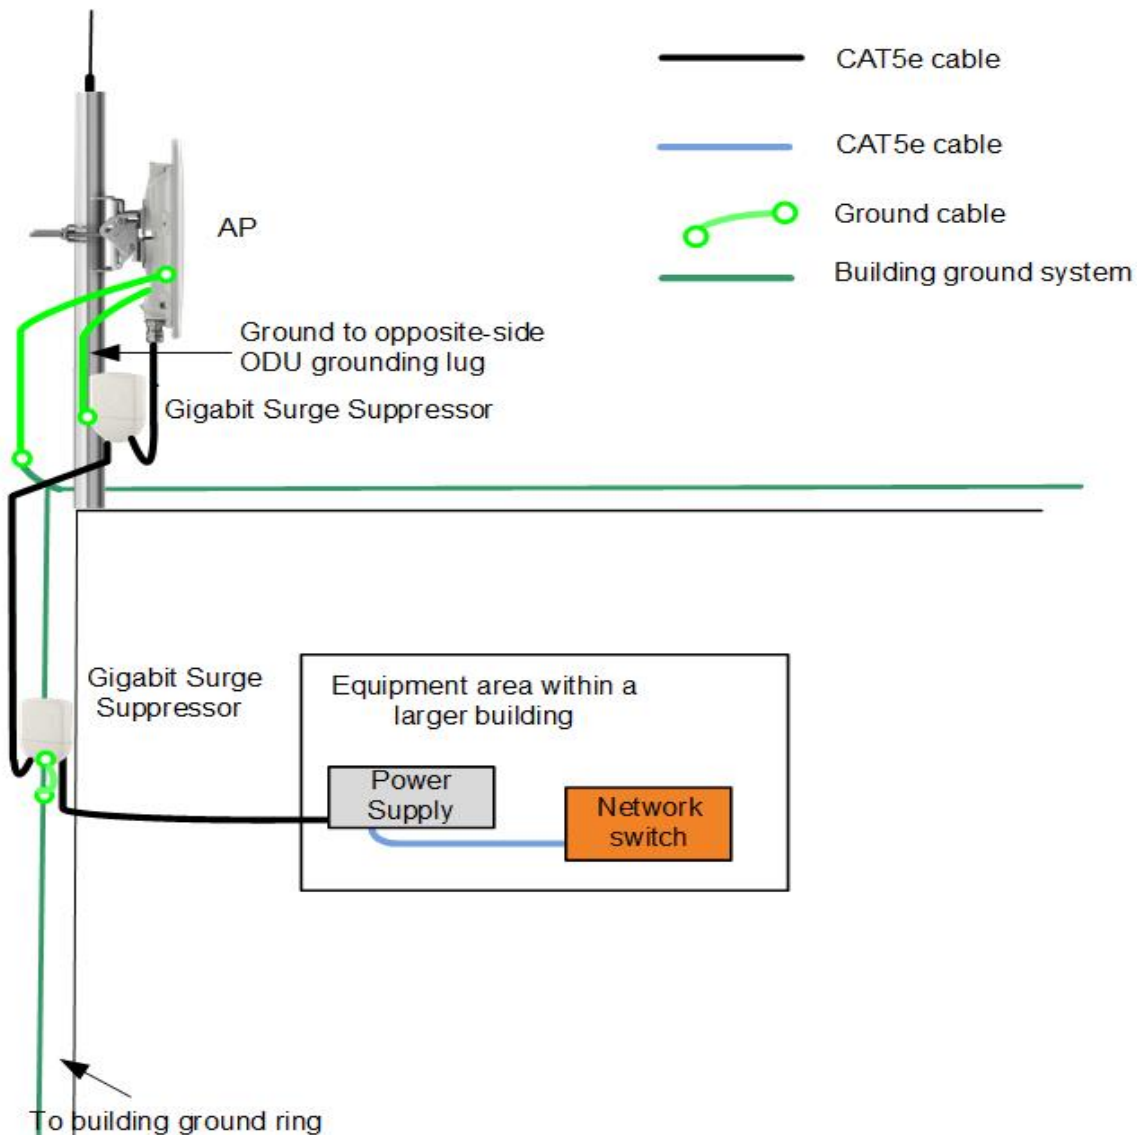 CAT5e cable
CAT5e cable
Ground cable
Building ground system
AP
Ground to opposite-side
ODU grounding lug
Gigabit Surge Suppressor
Gigabit Surge
Suppressor
Equipment area within a
larger building
Power
Supply
Network
switch
To building ground ring